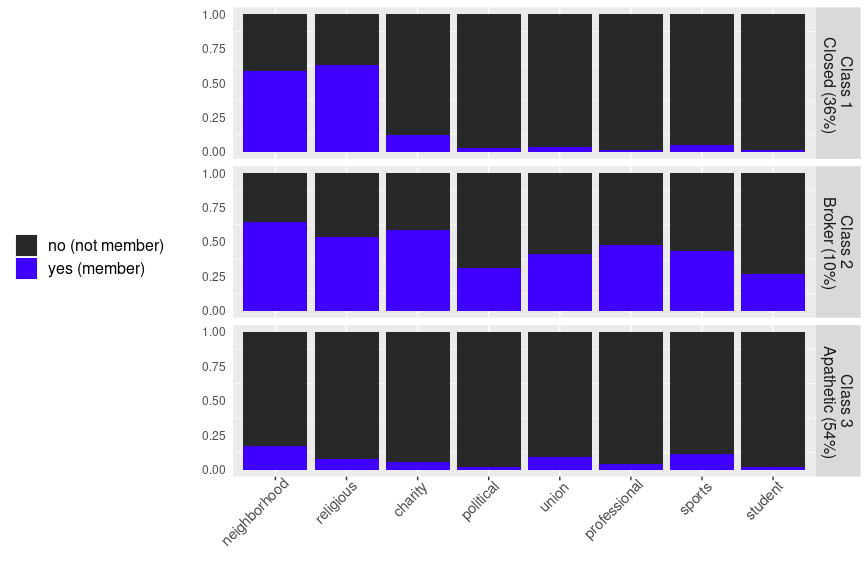 no (not member)
yes (member)
1.00
0.75
0.50
0.25
0.00
Class 1
Closed (36%)
1.00
0.75
0.50
0.25
0.00
Class 2
Broker (10%)
1.00
0.75
0.50
0.25
0.00
Class 3
Apathetic (54%)
neighborhood
religious
charity
political
union
professional
sports
student